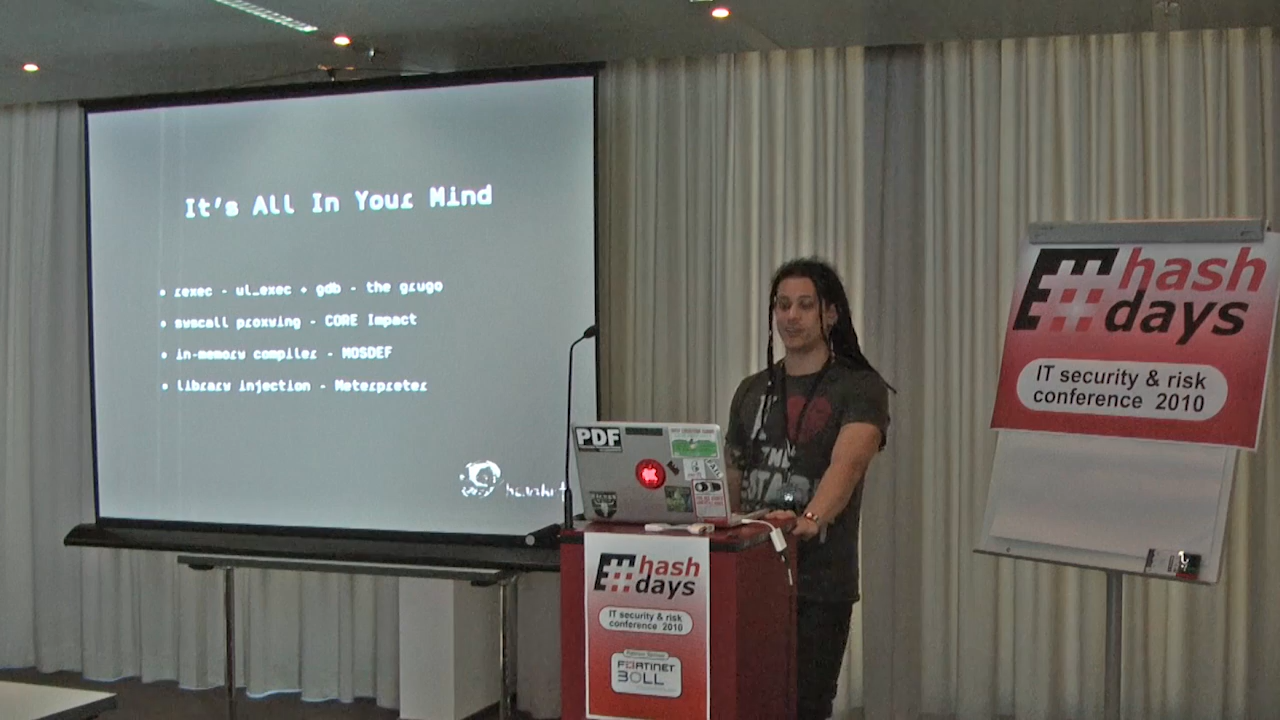 It's All In Your Mind
• rexec - ul_exec + gdb - the grugq
• syscall proxying - CORE Impact
• in-memory compiler - MOSDEF
• library injection - Meterpreter
PDF
hash
days
IT security & risk
conference 2010
hash
days
IT security & risk
conference 2010
FORTINET
BOLL